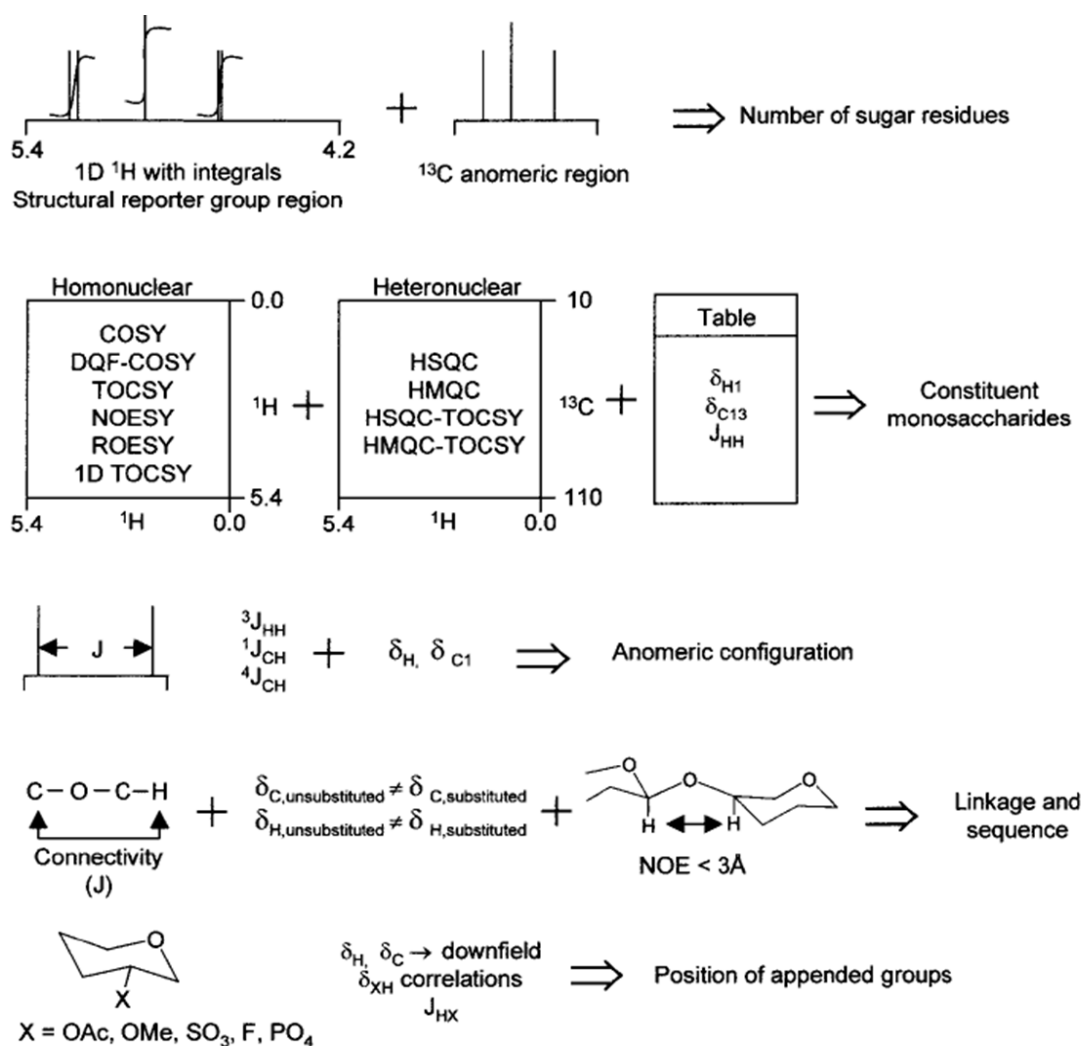 5.4 4.2
1D ¹H with integrals
Structural reporter group region
+
¹³C anomeric region
⇒ Number of sugar residues
Homonuclear
COSY
DQF-COSY
TOCSY
NOESY
ROESY
1D TOCSY
0.0
¹H
5.4
5.4 ¹H 0.0
+
Heteronuclear
HSQC
HMQC
HSQC-TOCSY
HMQC-TOCSY
10
¹³C
110
5.4 ¹H 0.0
+
Table
δH1
δC13
JHH
⇒ Constituent
monosaccharides
J
³JHH
¹JCH
⁴JCH
+
δH, δC1
⇒ Anomeric configuration
C-O-C-H
Connectivity
(J)
+
δC,unsubstituted ≠ δC,substituted
δH,unsubstituted ≠ δH,substituted
+
O
O
O
H H
NOE < 3Å
⇒ Linkage and
sequence
O
X
X = OAc, OMe, SO₃, F, PO₄
δH, δC → downfield
δXH correlations
JHX
⇒ Position of appended groups